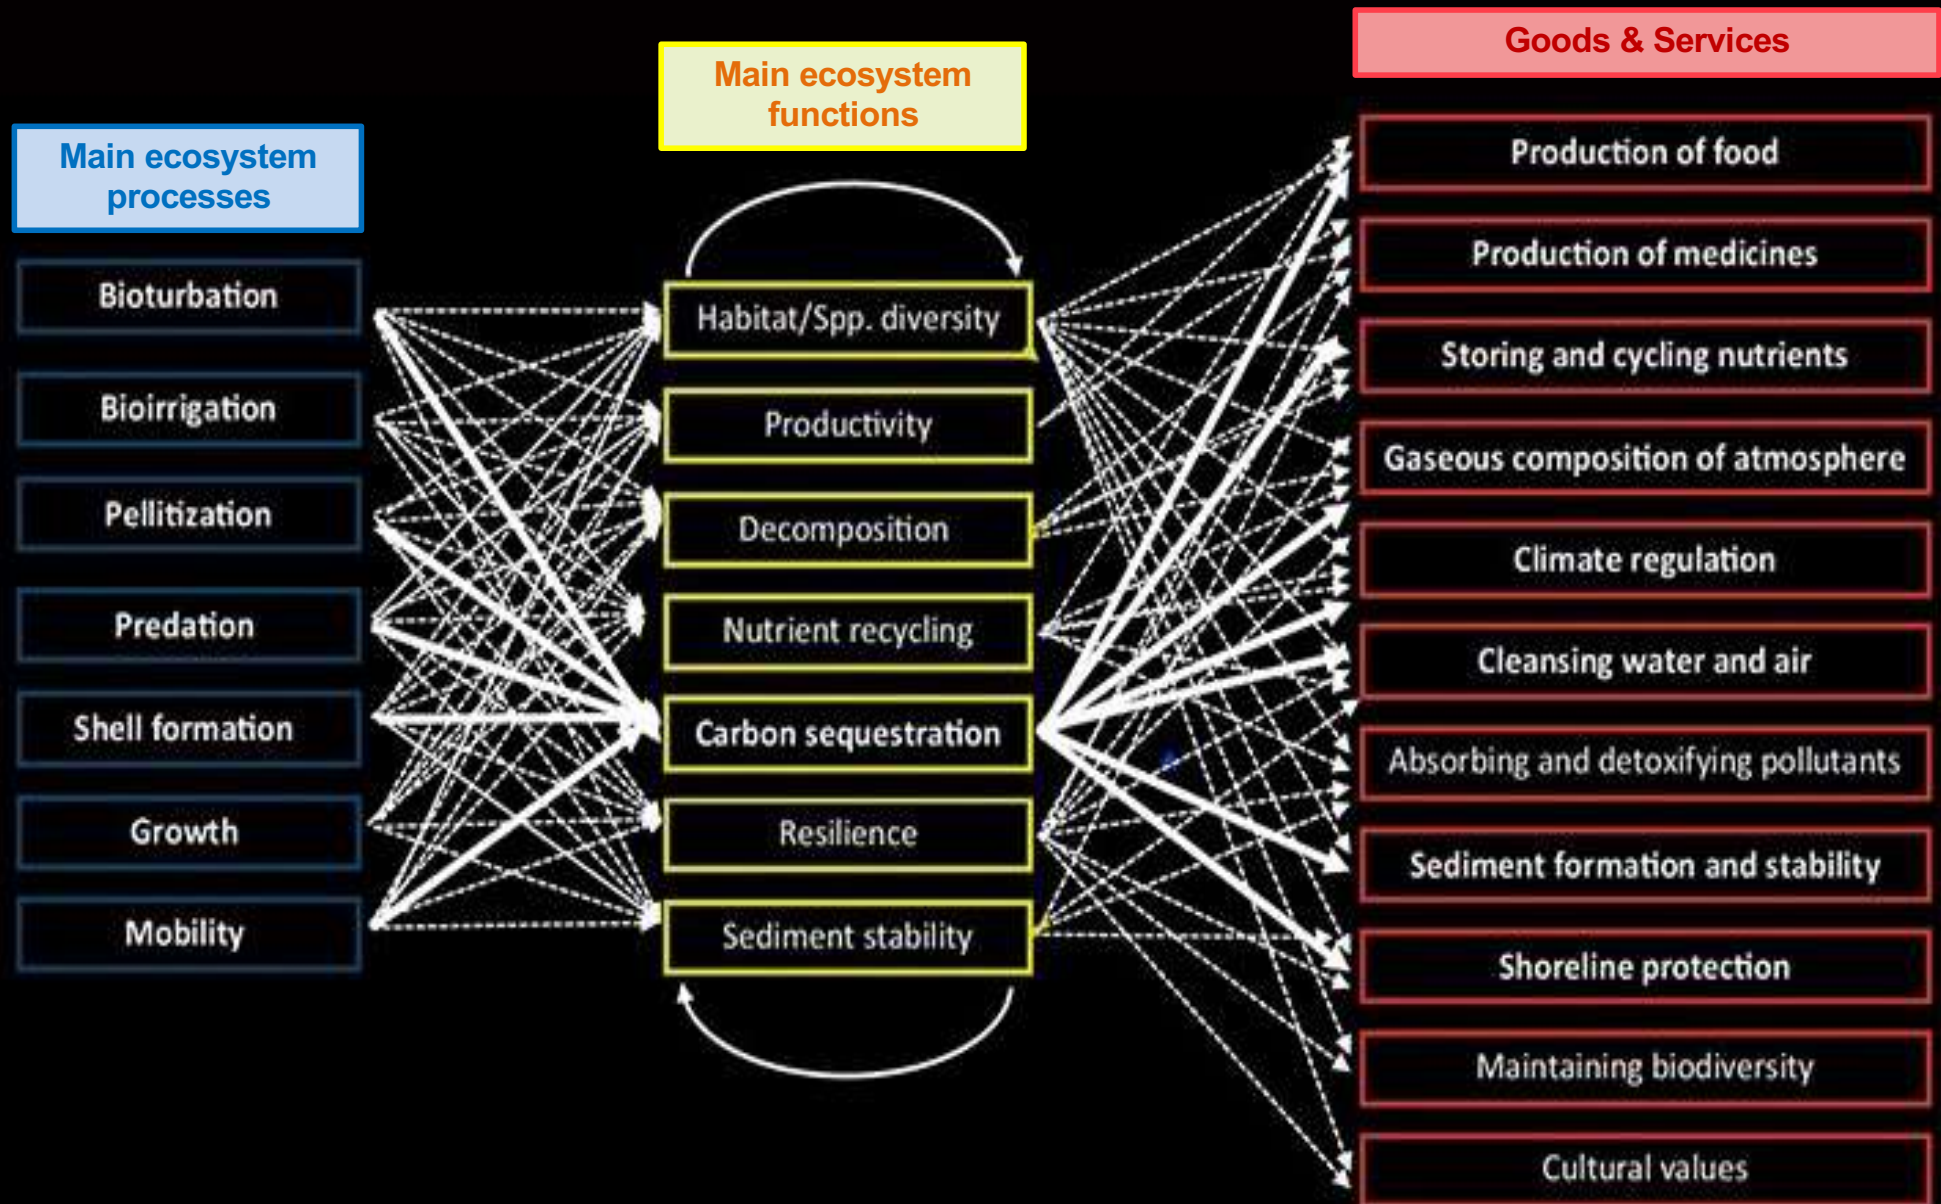 Main ecosystem
processes
Bioturbation
Bioirrigation
Pellitization
Predation
Shell formation
Growth
Mobility
Main ecosystem
functions
Habitat/Spp. diversity
Productivity
Decomposition
Nutrient recycling
Carbon sequestration
Resilience
Sediment stability
Goods & Services
Production of food
Production of medicines
Storing and cycling nutrients
Gaseous composition of atmosphere
Climate regulation
Cleansing water and air
Absorbing and detoxifying pollutants
Sediment formation and stability
Shoreline protection
Maintaining biodiversity
Cultural values